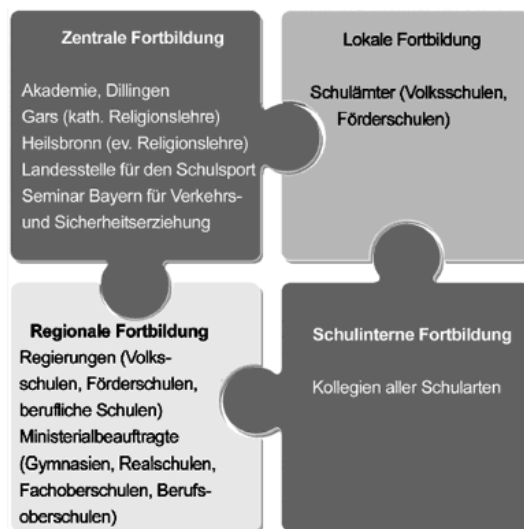 Zentrale Fortbildung
Akademie, Dillingen
Gars (kath. Religionslehre)
Heilsbronn (ev. Religionslehre)
Landesstelle für den Schulsport
Seminar Bayern für Verkehrs-
und Sicherheitserziehung
Lokale Fortbildung
Schulämter (Volksschulen,
Förderschulen)
Regionale Fortbildung
Regierungen (Volks-
schulen, Förderschulen,
berufliche Schulen)
Ministerialbeauftragte
(Gymnasien, Realschulen,
Fachoberschulen, Berufs-
oberschulen)
Schulinterne Fortbildung
Kollegien aller Schularten